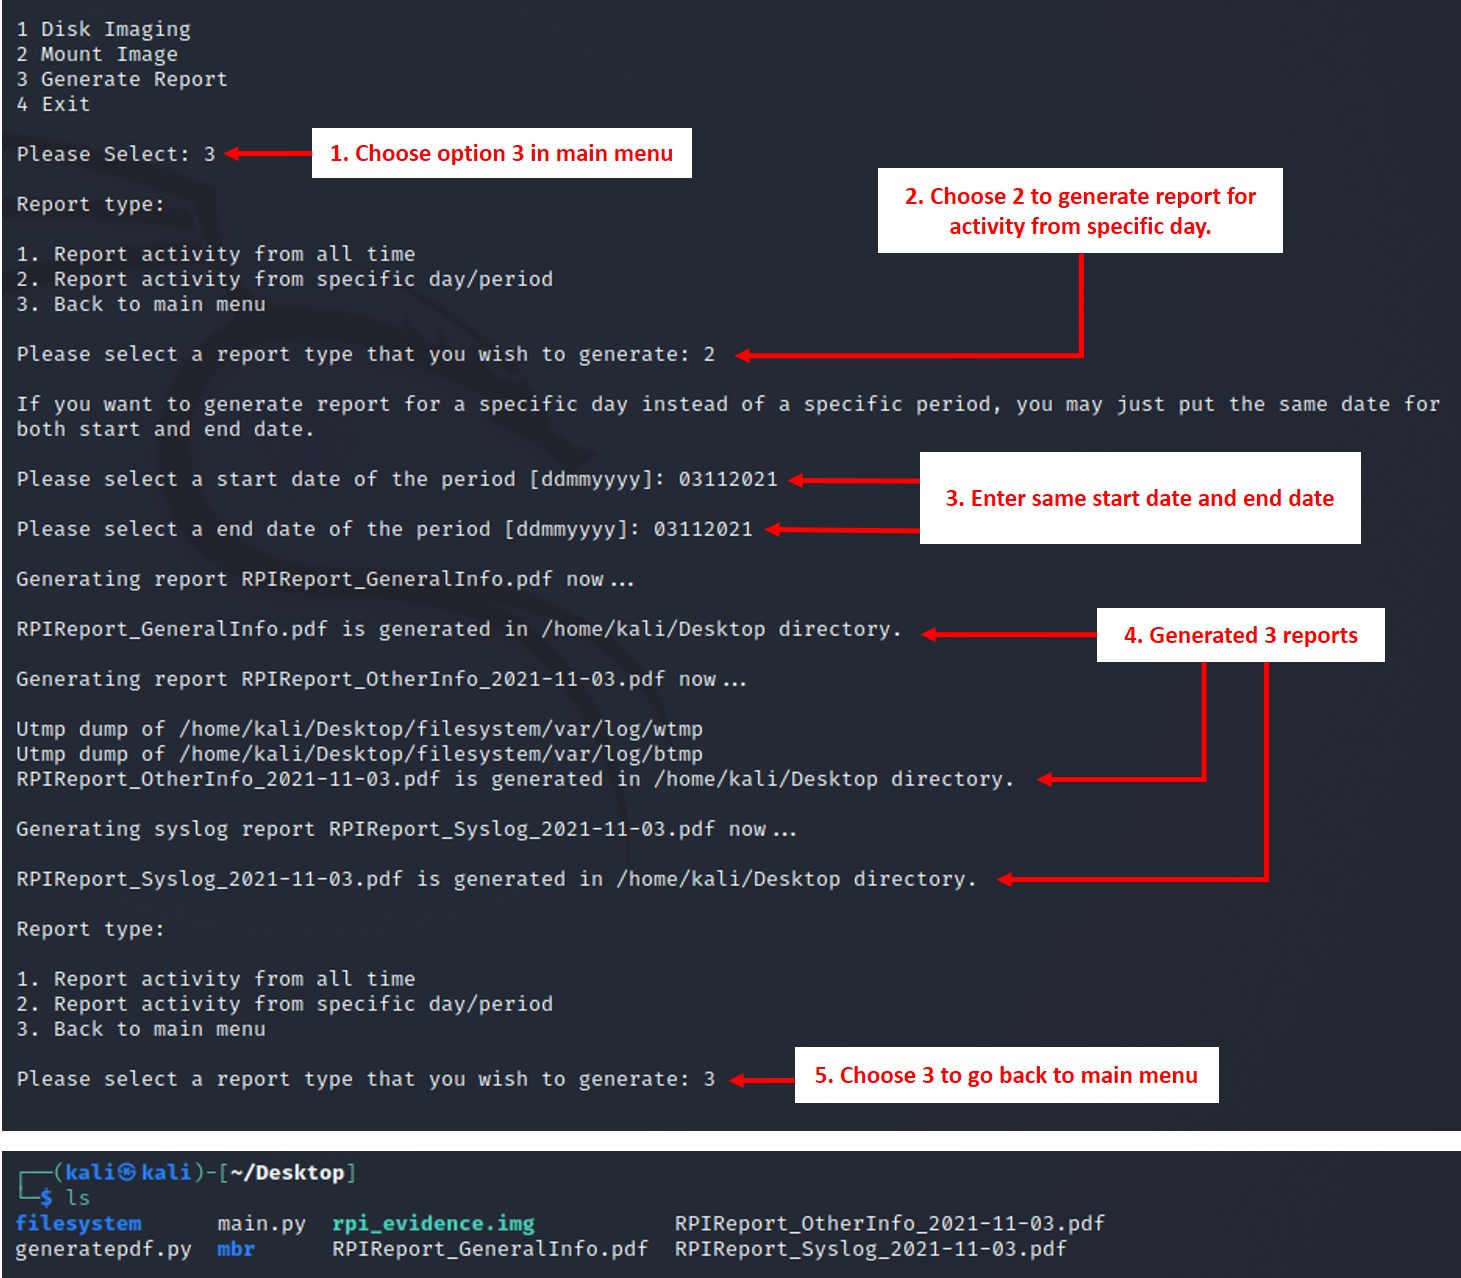 1 Disk Imaging
2 Mount Image
3 Generate Report
4 Exit
Please Select: 3
1. Choose option 3 in main menu
Report type:
2. Choose 2 to generate report for
activity from specific day.
1. Report activity from all time
2. Report activity from specific day/period
3. Back to main menu
Please select a report type that you wish to generate: 2
If you want to generate report for a specific day instead of a specific period, you may just put the same date for
both start and end date.
Please select a start date of the period [ddmmyyyy]: 03112021
3. Enter same start date and end date
Please select a end date of the period [ddmmyyyy]: 03112021
Generating report RPIReport_GeneralInfo.pdf now...
RPIReport_GeneralInfo.pdf is generated in /home/kali/Desktop directory.
4. Generated 3 reports
Generating report RPIReport_OtherInfo_2021-11-03.pdf now...
Utmp dump of /home/kali/Desktop/filesystem/var/log/wtmp
Utmp dump of /home/kali/Desktop/filesystem/var/log/btmp
RPIReport_OtherInfo_2021-11-03.pdf is generated in /home/kali/Desktop directory.
Generating syslog report RPIReport_Syslog_2021-11-03.pdf now...
RPIReport_Syslog_2021-11-03.pdf is generated in /home/kali/Desktop directory.
Report type:
1. Report activity from all time
2. Report activity from specific day/period
3. Back to main menu
Please select a report type that you wish to generate: 3
5. Choose 3 to go back to main menu
┌──(kali㉿kali)-[~/Desktop]
└─$ ls
filesystem main.py rpi_evidence.img RPIReport_OtherInfo_2021-11-03.pdf
generatepdf.py mbr RPIReport_GeneralInfo.pdf RPIReport_Syslog_2021-11-03.pdf